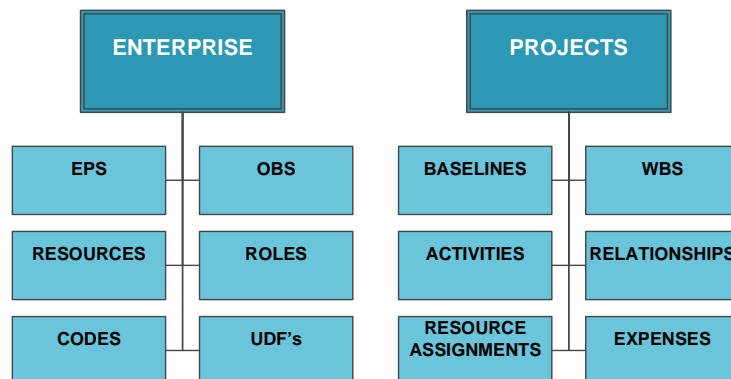 ENTERPRISE
EPS
OBS
RESOURCES
ROLES
CODES
UDF's
PROJECTS
BASELINES
WBS
ACTIVITIES
RELATIONSHIPS
RESOURCE
ASSIGNMENTS
EXPENSES